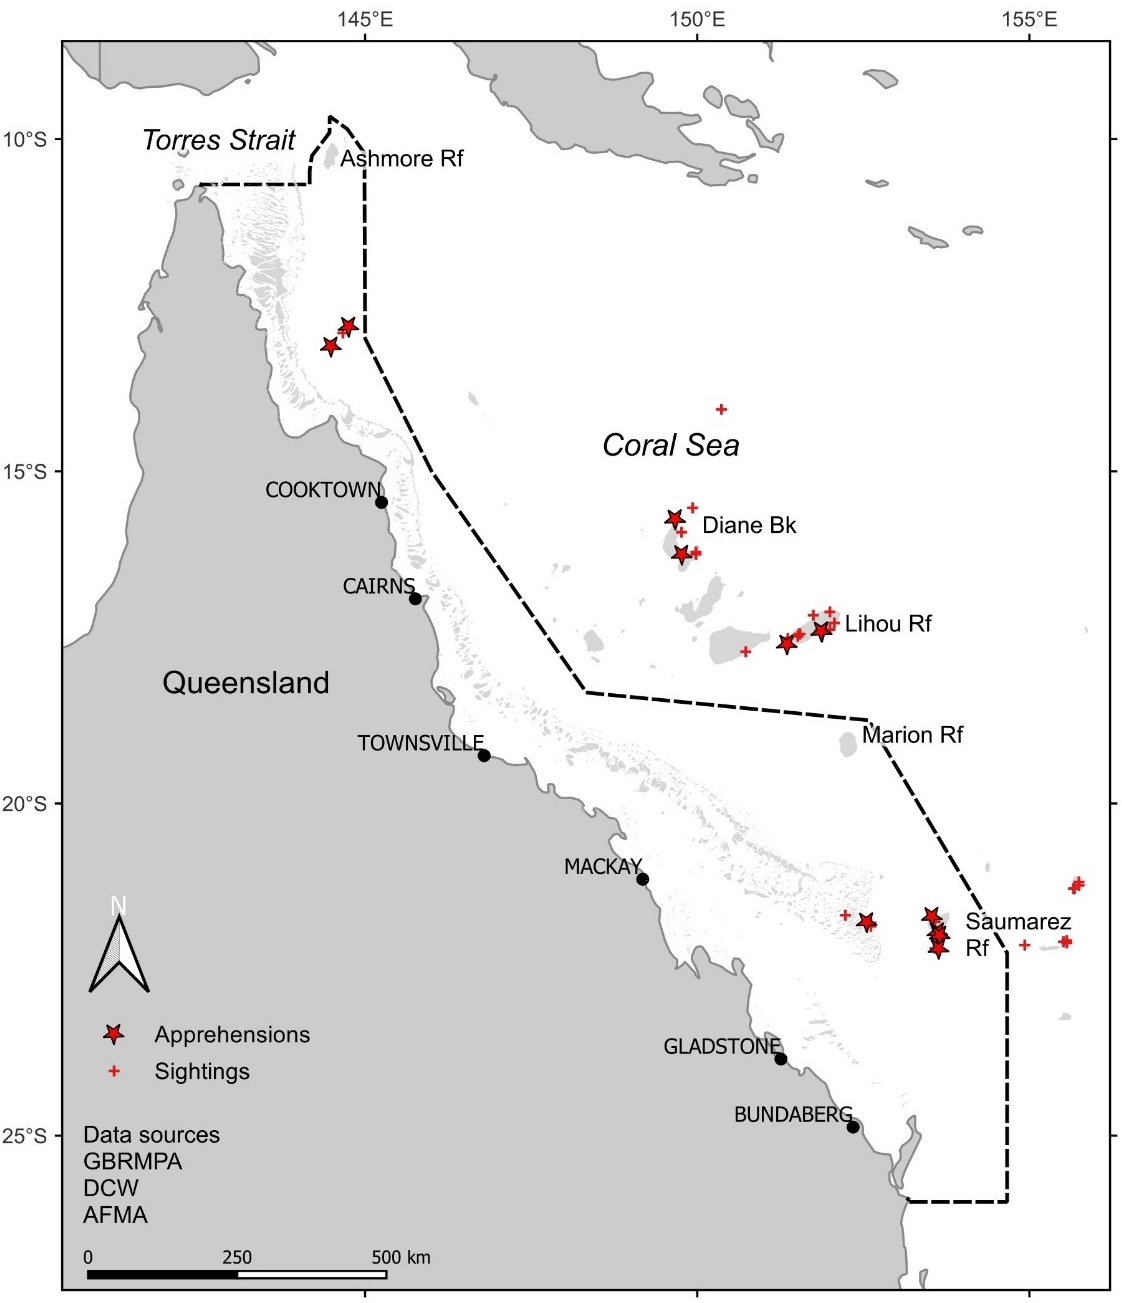 145°E 150°E 155°E
10°S
Torres Strait
Ashmore Rf
Coral Sea
15°S
COOKTOWN
Diane Bk
CAIRNS
Lihou Rf
Queensland
Marion Rf
TOWNSVILLE
20°S
MACKAY
N
Saumarez
Rf
Apprehensions
GLADSTONE
Sightings
BUNDABERG
25°S
Data sources
GBRMPA
DCW
AFMA
0 250 500 km